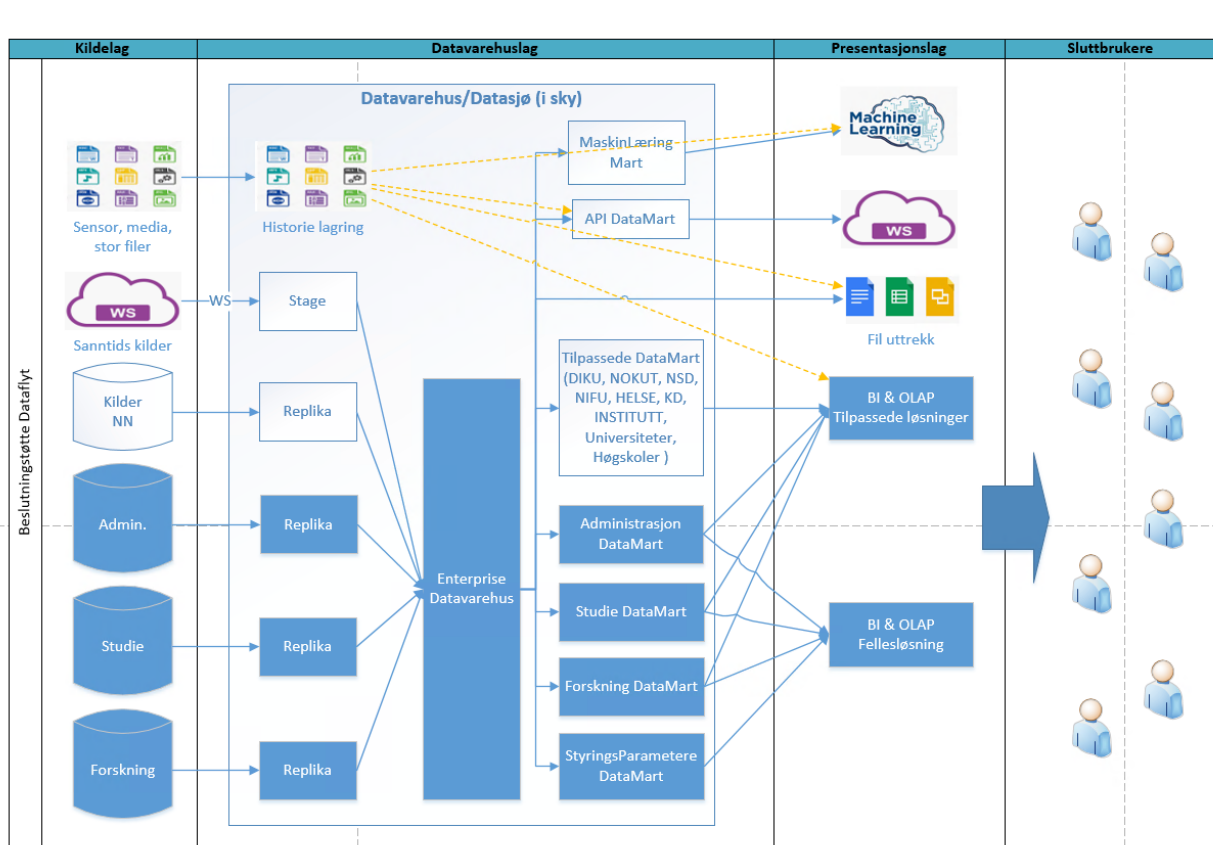 Kildelag
Datavarehuslag
Presentasjonslag
Sluttbrukere
Beslutningstøtte Dataflyt
Datavarehus/Datasjø (i sky)
Sensor, media,
stor filer
WS
Sanntids kilder
Kilder
NN
Admin.
Studie
Forskning
Historie lagring
WS
Stage
Replika
Replika
Replika
Replika
Enterprise
Datavarehus
MaskinLæring
Mart
API DataMart
Tilpassede DataMart
(DIKU, NOKUT, NSD,
NIFU, HELSE, KD,
INSTITUTT,
Universiteter,
Høgskoler )
Administrasjon
DataMart
Studie DataMart
Forskning DataMart
StyringsParametere
DataMart
Machine
Learning
WS
Fil uttrekk
BI & OLAP
Tilpassede løsninger
BI & OLAP
Fellesløsning